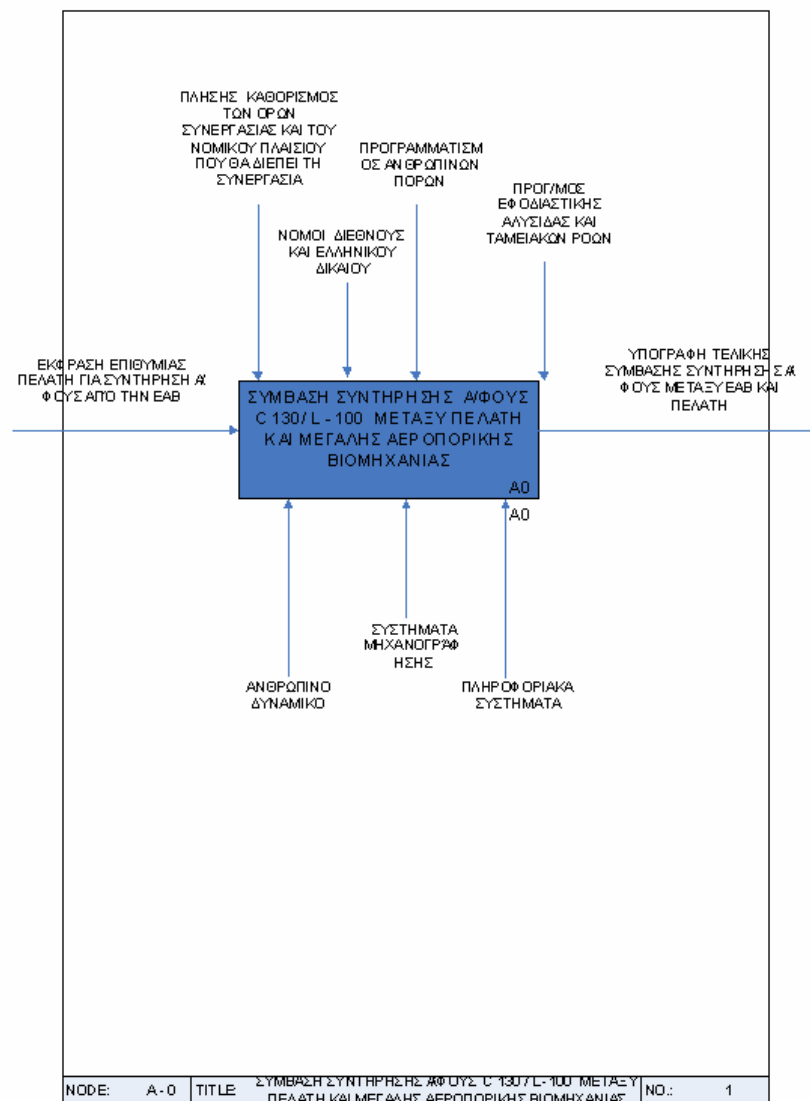 ΠΛΗΣΗΣ ΚΑΘΟΡΙΣΜΟΣ
ΤΩΝ ΟΡΩΝ
ΣΥΝΕΡΓΑΣΙΑΣ ΚΑΙ ΤΟΥ
ΝΟΜΙΚΟΥ ΠΛΑΙΣΙΟΥ
ΠΟΥ ΘΑ ΔΙΕΠΕΙ ΤΗ
ΣΥΝΕΡΓΑΣΙΑ
ΝΟΜΟΙ ΔΙΕΘΝΟΥΣ
ΚΑΙ ΕΛΛΗΝΙΚΟΥ
ΔΙΚΑΙΟΥ
ΠΡΟΓΡΑΜΜΑΤΙΣΜ
ΟΣ ΑΝΘΡΩΠΙΝΩΝ
ΠΟΡΩΝ
ΠΡΟΓ/ΜΟΣ
ΕΦΟΔΙΑΣΤΙΚΗΣ
ΑΛΥΣΙΔΑΣ ΚΑΙ
ΤΑΜΕΙΑΚΩΝ ΡΟΩΝ
ΕΚΦΡΑΣΗ ΕΠΙΘΥΜΙΑΣ
ΠΕΛΑΤΗ ΓΙΑ ΣΥΝΤΗΡΗΣΗ Α/
ΦΟΥΣ ΑΠΟ ΤΗΝ ΕΑΒ
ΣΥΜΒΑΣΗ ΣΥΝΤΗΡΗΣΗΣ Α/ΦΟΥΣ
C 130 / L - 100 ΜΕΤΑΞΥ ΠΕΛΑΤΗ
ΚΑΙ ΜΕΓΑΛΗΣ ΑΕΡΟΠΟΡΙΚΗΣ
ΒΙΟΜΗΧΑΝΙΑΣ
A0
A0
ΥΠΟΓΡΑΦΗ ΤΕΛΙΚΗΣ
ΣΥΜΒΑΣΗΣ ΣΥΝΤΗΡΗΣΗΣ Α/
ΦΟΥΣ ΜΕΤΑΞΥ ΕΑΒ ΚΑΙ
ΠΕΛΑΤΗ
ΑΝΘΡΩΠΙΝΟ
ΔΥΝΑΜΙΚΟ
ΣΥΣΤΗΜΑΤΑ
ΜΗΧΑΝΟΓΡΑΦ
ΗΣΗΣ
ΠΛΗΡΟΦΟΡΙΑΚΑ
ΣΥΣΤΗΜΑΤΑ
NODE: A - 0
TITLE:
ΣΥΜΒΑΣΗ ΣΥΝΤΗΡΗΣΗΣ Α/ΦΟΥΣ C 130 / L - 100 ΜΕΤΑΞΥ
ΠΕΛΑΤΗ ΚΑΙ ΜΕΓΑΛΗΣ ΑΕΡΟΠΟΡΙΚΗΣ ΒΙΟΜΗΧΑΝΙΑΣ
NO.: 1